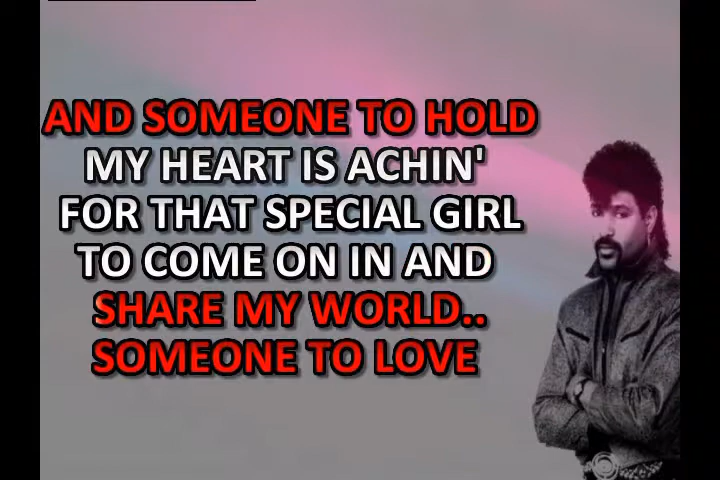 AND SOMEONE TO HOLD
MY HEART IS ACHIN'
FOR THAT SPECIAL GIRL
TO COME ON IN AND
SHARE MY WORLD..
SOMEONE TO LOVE